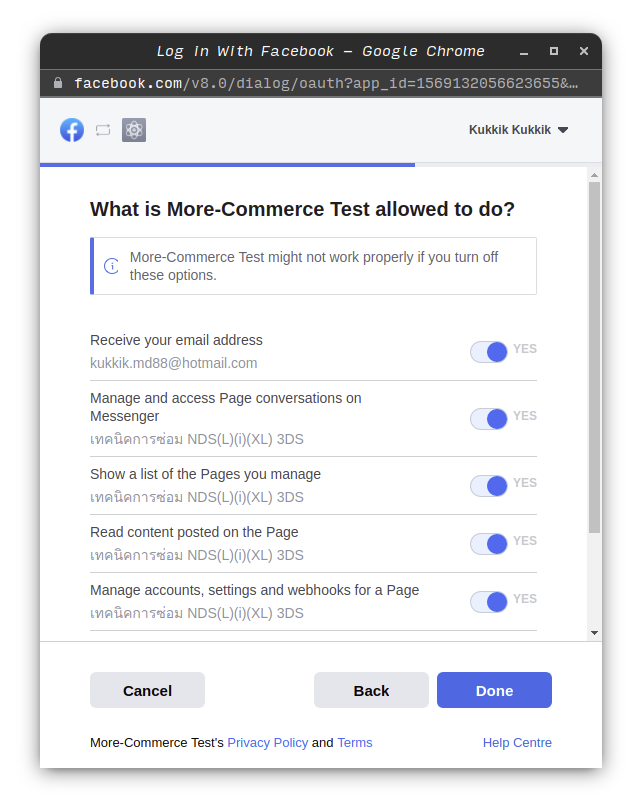 Log in With Facebook – Google Chrome
facebook.com/v8.0/dialog/oauth?app_id=1569132056623655&…
Kukkik Kukkik
What is More-Commerce Test allowed to do?
More-Commerce Test might not work properly if you turn off
these options.
Receive your email address
YES
kukkik.md88@hotmail.com
Manage and access Page conversations on
Messenger
YES
เทคนิคการซ่อม NDS(L)(i)(XL) 3DS
Show a list of the Pages you manage
YES
เทคนิคการซ่อม NDS(L)(i)(XL) 3DS
Read content posted on the Page
YES
เทคนิคการซ่อม NDS(L)(i)(XL) 3DS
Manage accounts, settings and webhooks for a Page
YES
เทคนิคการซ่อม NDS(L)(i)(XL) 3DS
Cancel Back Done
More-Commerce Test's Privacy Policy and Terms Help Centre